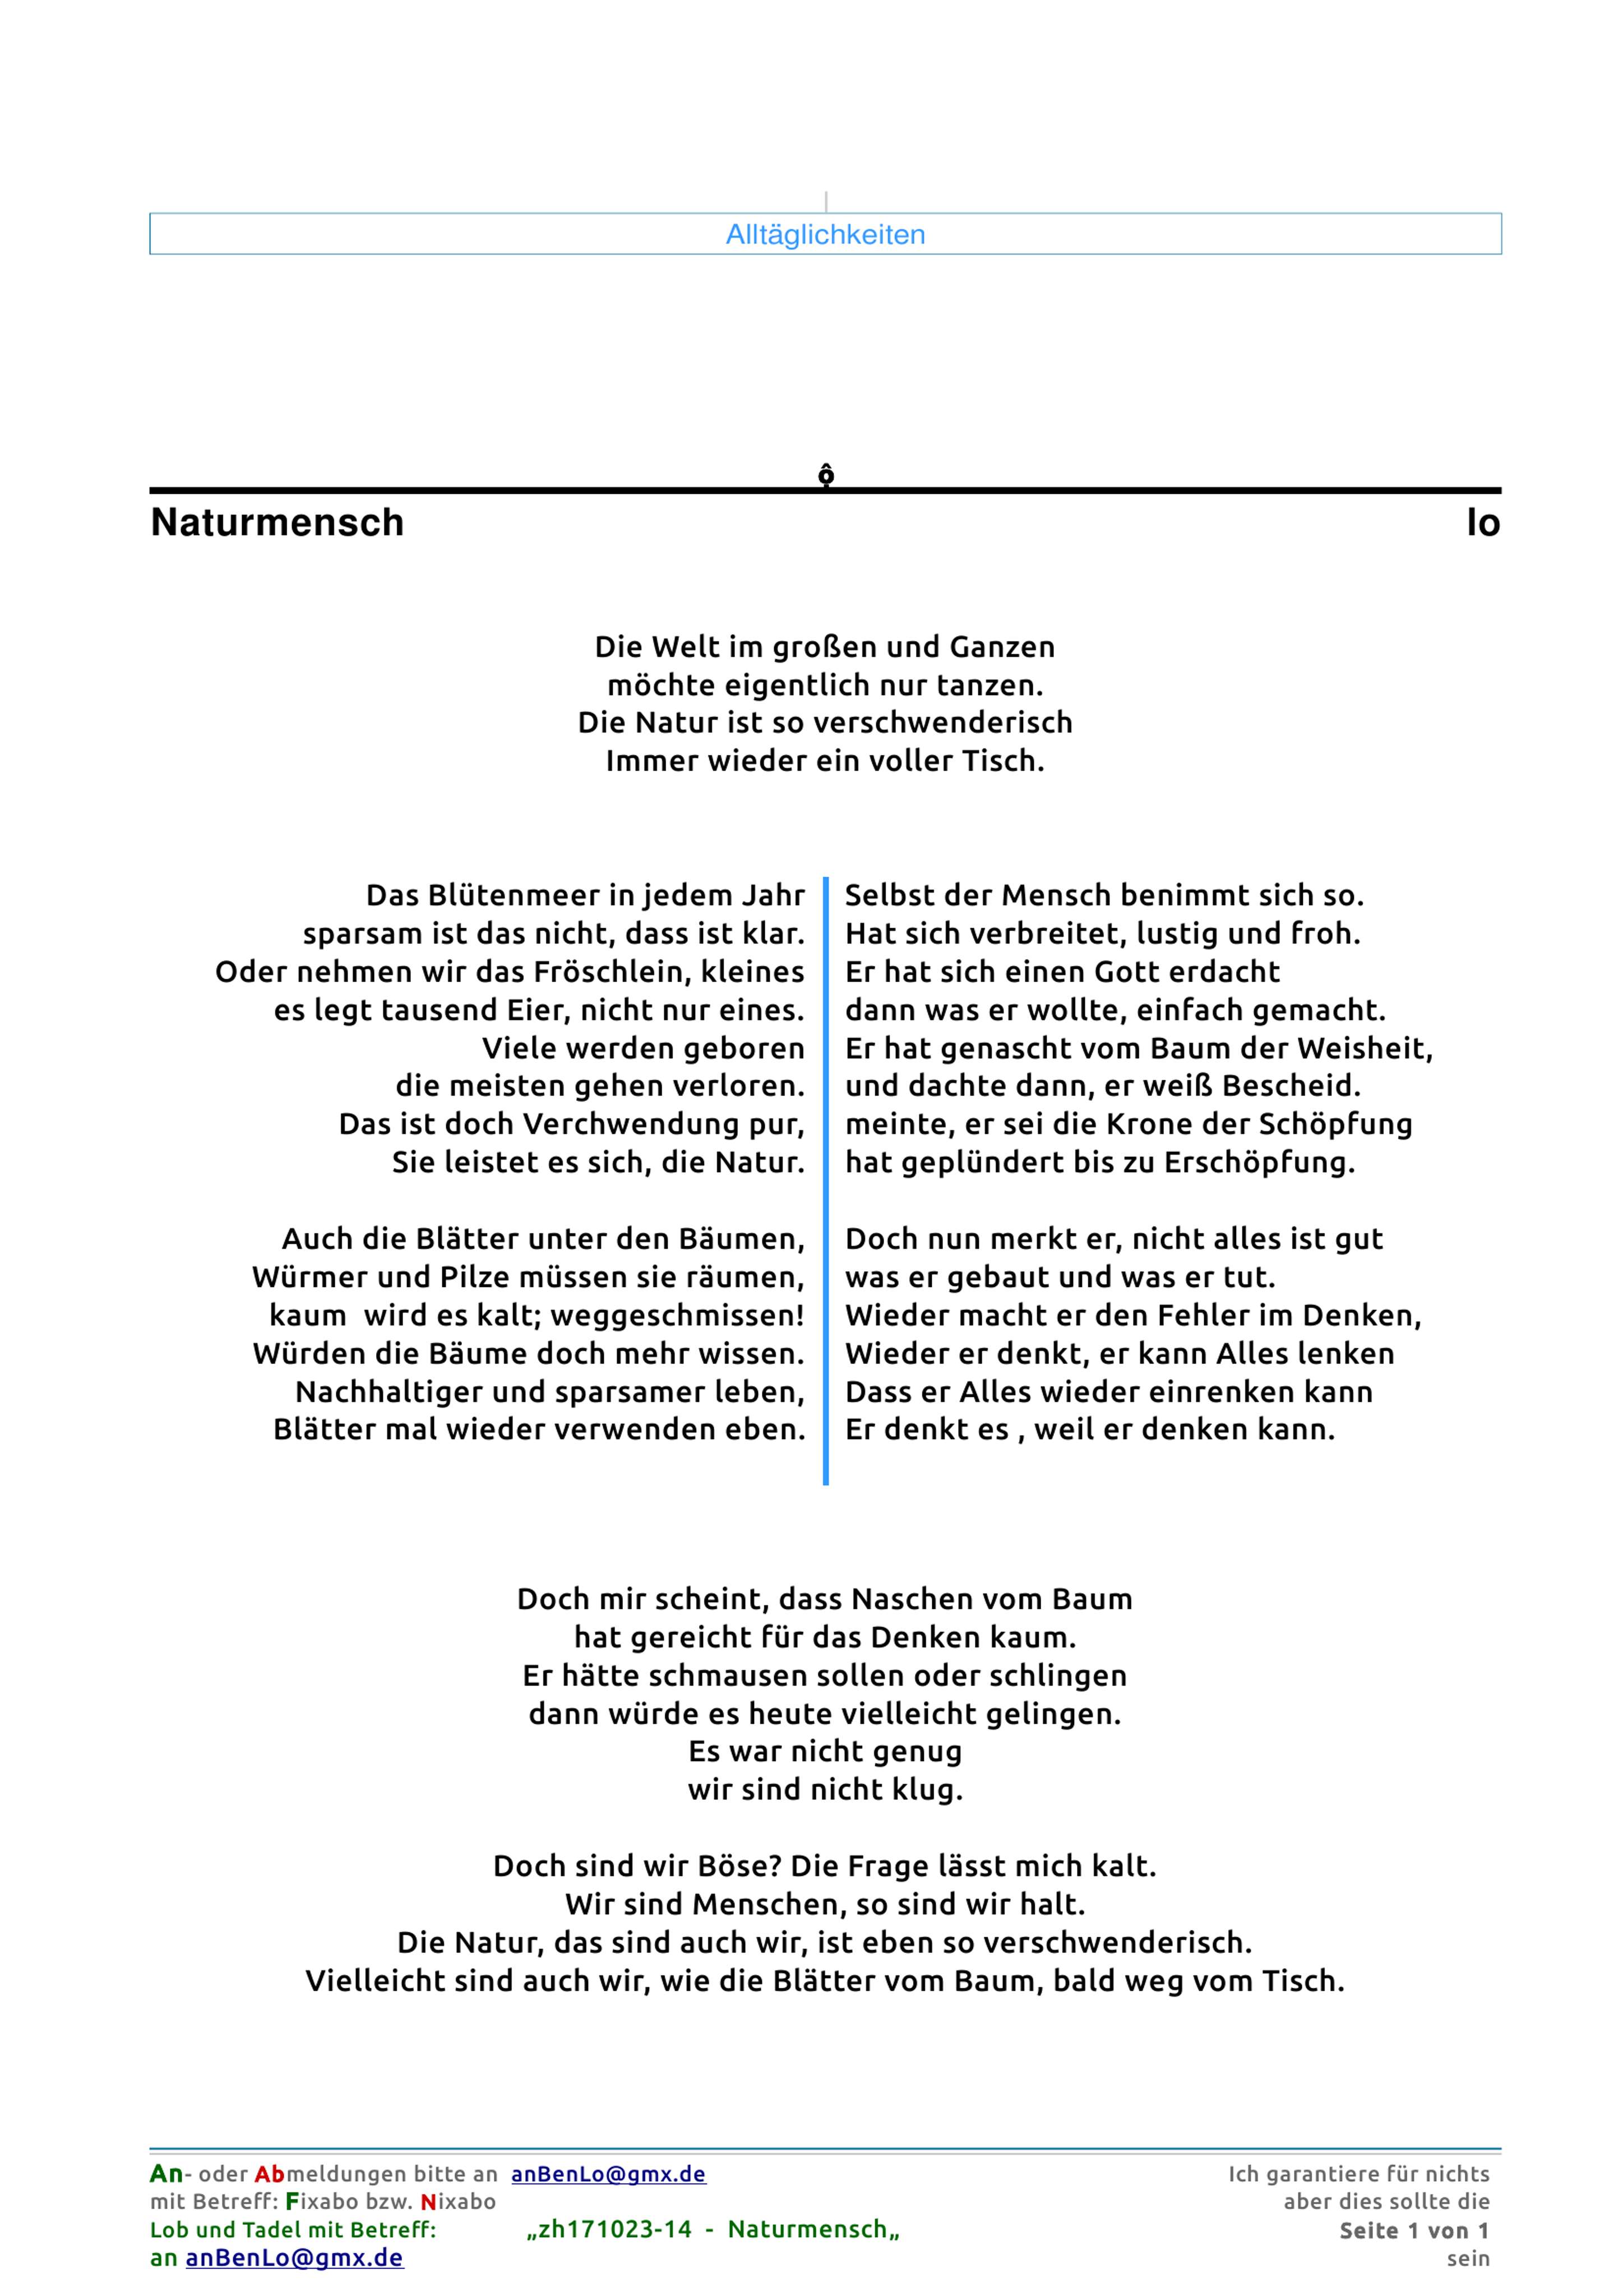 Alltäglichkeiten
ô
Naturmensch lo
Die Welt im großen und Ganzen
möchte eigentlich nur tanzen.
Die Natur ist so verschwenderisch
Immer wieder ein voller Tisch.
Das Blütenmeer in jedem Jahr
sparsam ist das nicht, dass ist klar.
Oder nehmen wir das Fröschlein, kleines
es legt tausend Eier, nicht nur eines.
Viele werden geboren
die meisten gehen verloren.
Das ist doch Verchwendung pur,
Sie leistet es sich, die Natur.
Auch die Blätter unter den Bäumen,
Würmer und Pilze müssen sie räumen,
kaum  wird es kalt; weggeschmissen!
Würden die Bäume doch mehr wissen.
Nachhaltiger und sparsamer leben,
Blätter mal wieder verwenden eben.
Selbst der Mensch benimmt sich so.
Hat sich verbreitet, lustig und froh.
Er hat sich einen Gott erdacht
dann was er wollte, einfach gemacht.
Er hat genascht vom Baum der Weisheit,
und dachte dann, er weiß Bescheid.
meinte, er sei die Krone der Schöpfung
hat geplündert bis zu Erschöpfung.
Doch nun merkt er, nicht alles ist gut
was er gebaut und was er tut.
Wieder macht er den Fehler im Denken,
Wieder er denkt, er kann Alles lenken
Dass er Alles wieder einrenken kann
Er denkt es , weil er denken kann.
Doch mir scheint, dass Naschen vom Baum
hat gereicht für das Denken kaum.
Er hätte schmausen sollen oder schlingen
dann würde es heute vielleicht gelingen.
Es war nicht genug
wir sind nicht klug.
Doch sind wir Böse? Die Frage lässt mich kalt.
Wir sind Menschen, so sind wir halt.
Die Natur, das sind auch wir, ist eben so verschwenderisch.
Vielleicht sind auch wir, wie die Blätter vom Baum, bald weg vom Tisch.
An- oder Abmeldungen bitte an anBenLo@gmx.de
mit Betreff: Fixabo bzw. Nixabo
Lob und Tadel mit Betreff: „zh171023-14 - Naturmensch„
an anBenLo@gmx.de
Ich garantiere für nichts
aber dies sollte die
Seite 1 von 1
sein